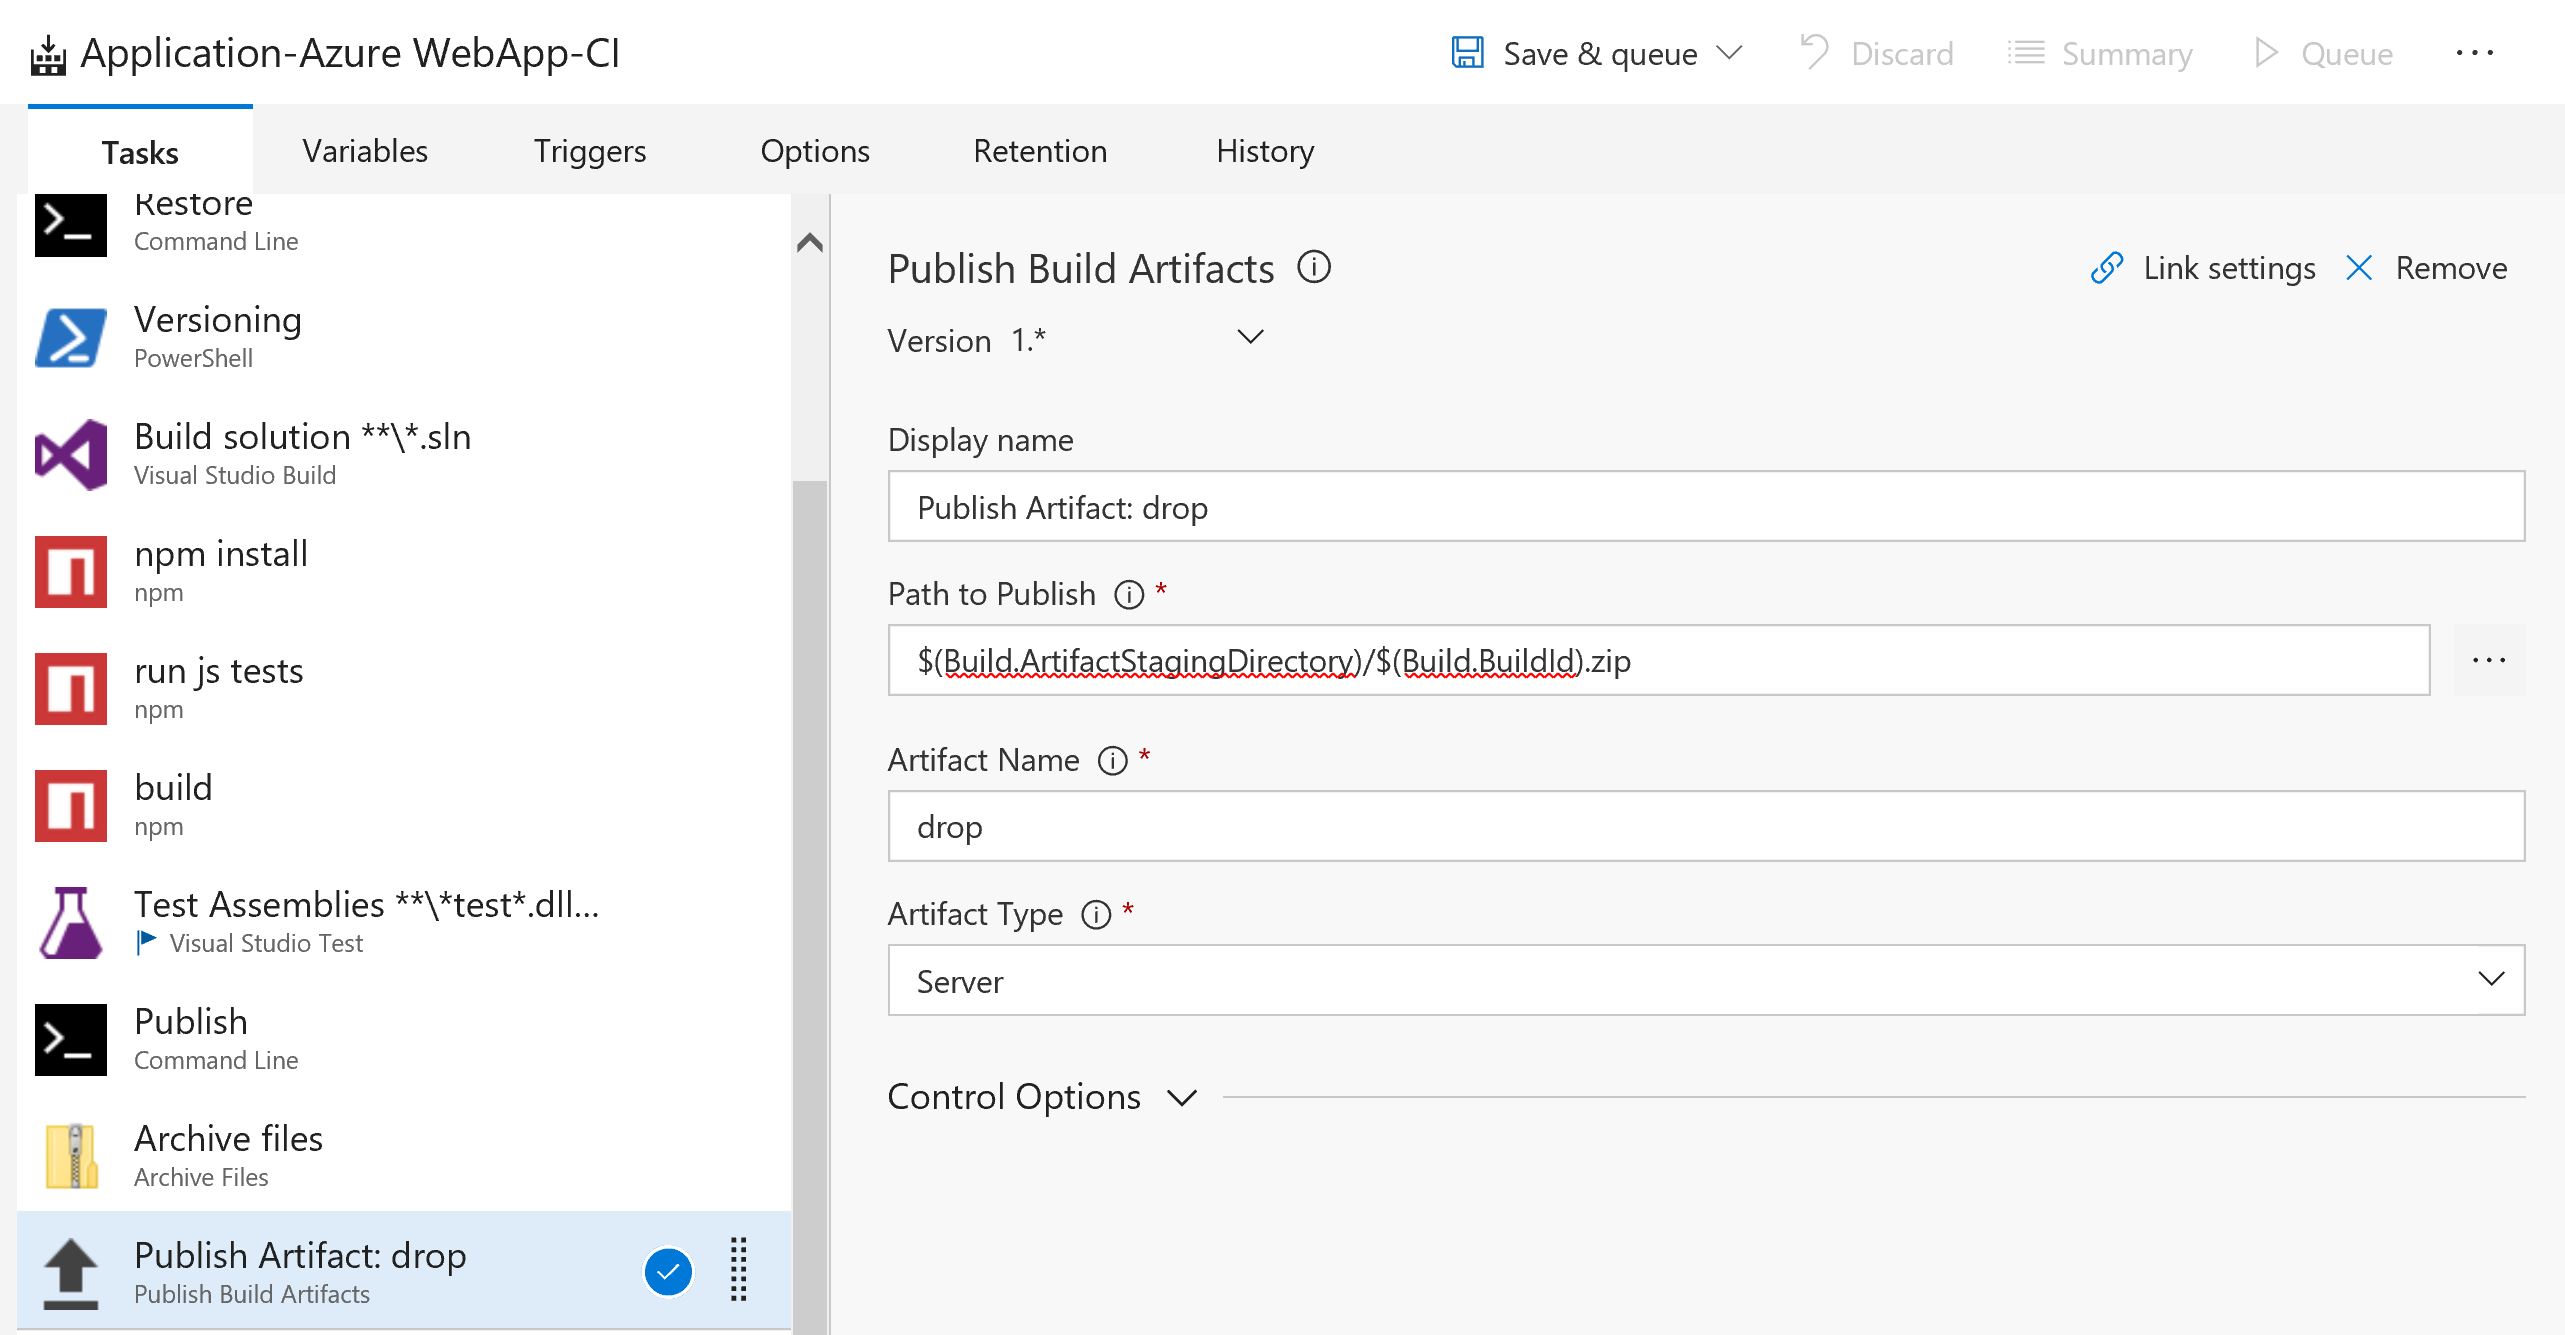 Application-Azure WebApp-CI
Save & queue
Discard
Summary
Queue
Tasks
Variables
Triggers
Options
Retention
History
Restore
Command Line
Versioning
PowerShell
Build solution **\*.sln
Visual Studio Build
npm install
npm
run js tests
npm
build
npm
Test Assemblies **\*test*.dll...
Visual Studio Test
Publish
Command Line
Archive files
Archive Files
Publish Artifact: drop
Publish Build Artifacts
Publish Build Artifacts
Link settings
Remove
Version 1.*
Display name
Publish Artifact: drop
Path to Publish *
$(Build.ArtifactStagingDirectory)/$(Build.BuildId).zip
Artifact Name *
drop
Artifact Type *
Server
Control Options